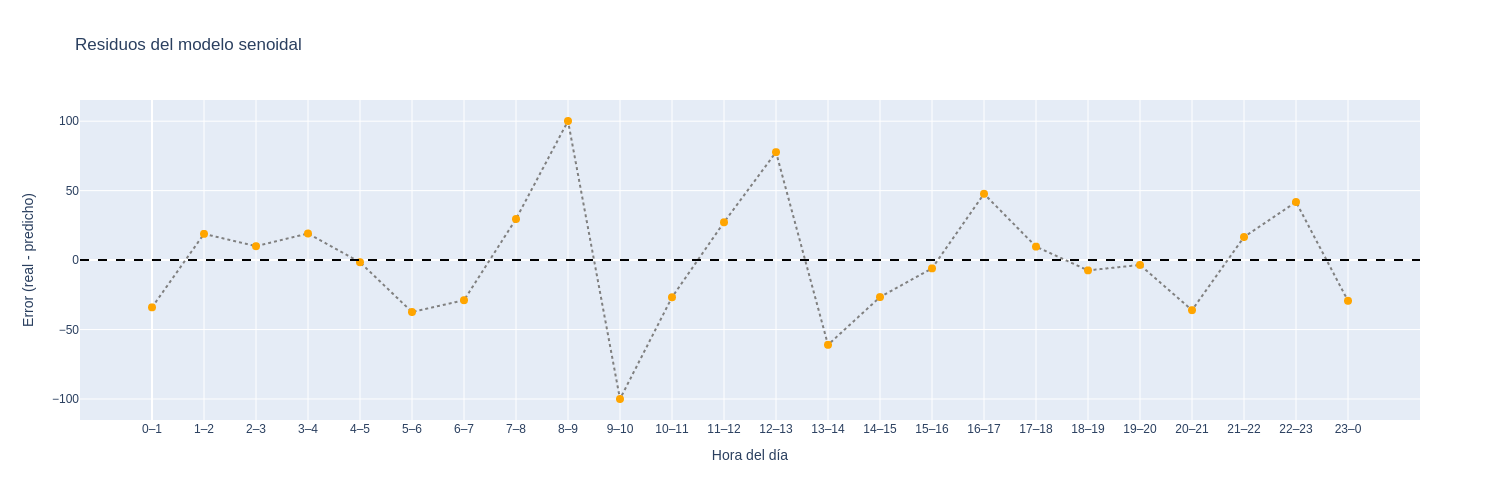 Residuos del modelo senoidal
Error (real - predicho)
100
50
0
−50
−100
0–1 1–2 2–3 3–4 4–5 5–6 6–7 7–8 8–9 9–10 10–11 11–12 12–13 13–14 14–15 15–16 16–17 17–18 18–19 19–20 20–21 21–22 22–23 23–0
Hora del día